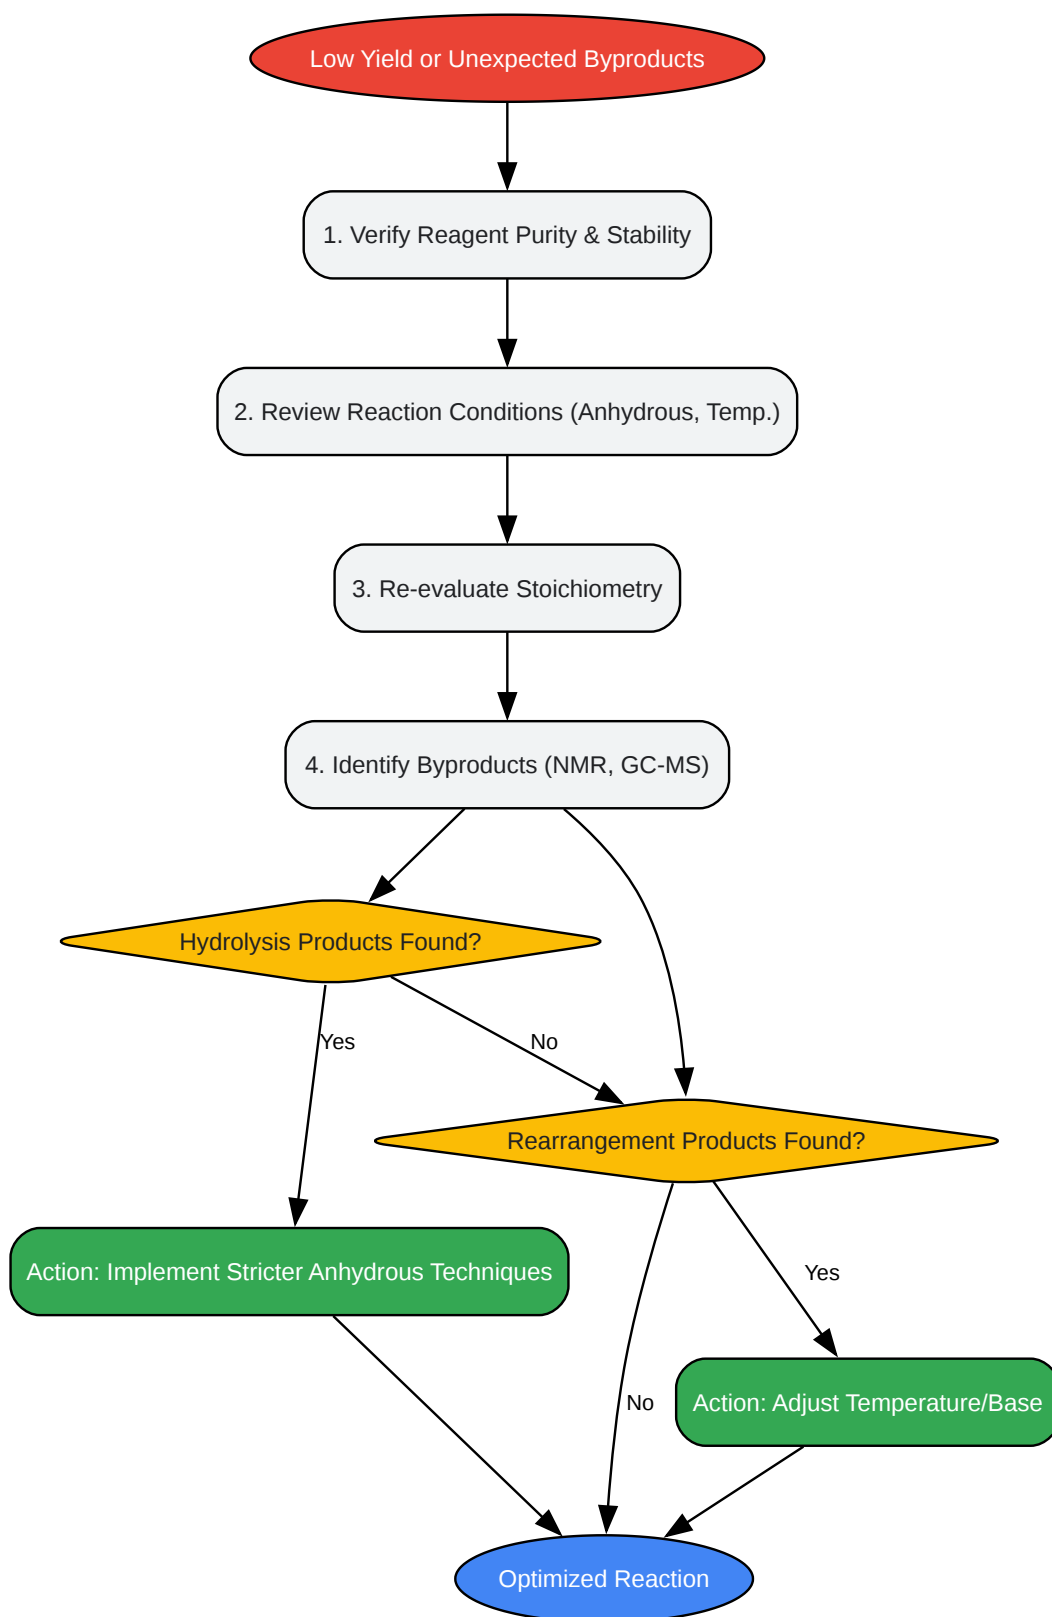 Low Yield or Unexpected Byproducts
1. Verify Reagent Purity & Stability
2. Review Reaction Conditions (Anhydrous, Temp.)
3. Re-evaluate Stoichiometry
4. Identify Byproducts (NMR, GC-MS)
Hydrolysis Products Found?
Yes
No
Rearrangement Products Found?
Action: Implement Stricter Anhydrous Techniques
Yes
No
Action: Adjust Temperature/Base
Optimized Reaction